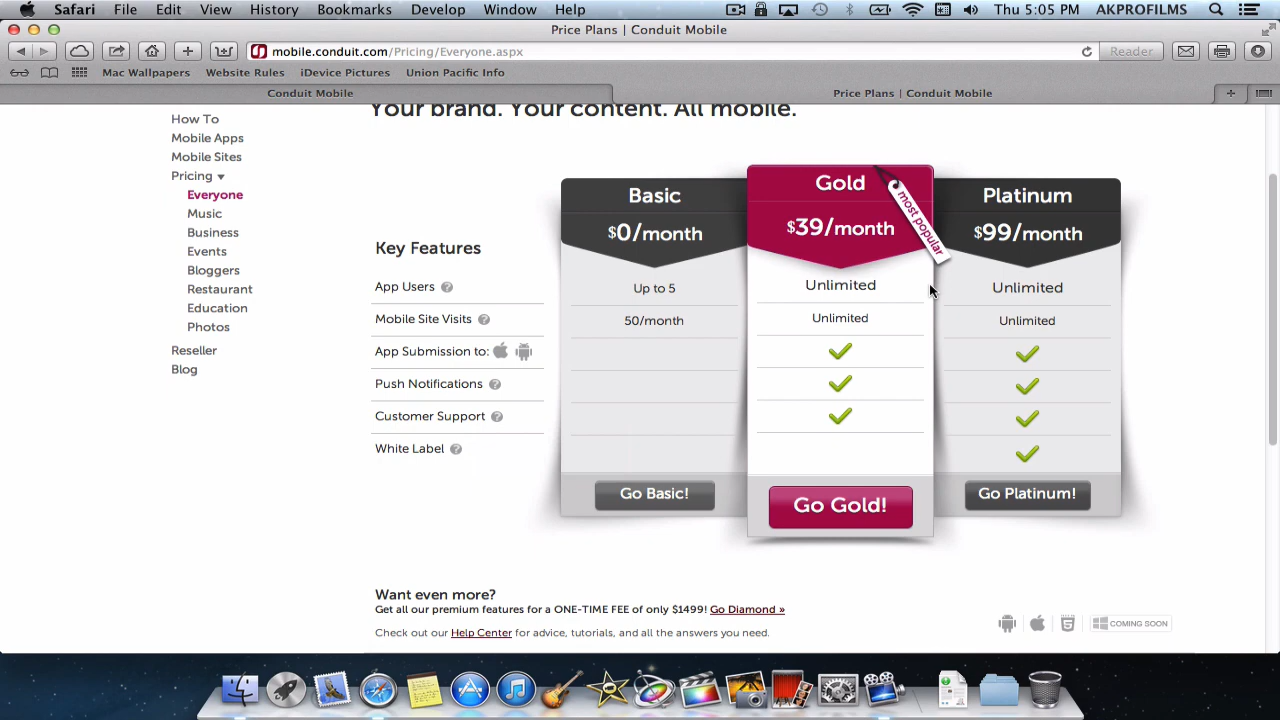 Safari File Edit View History Bookmarks Develop Window Help Thu 5:05 PM AKPROFILMS
Price Plans | Conduit Mobile
mobile.conduit.com/Pricing/Everyone.aspx Reader
Mac Wallpapers Website Rules iDevice Pictures Union Pacific Info
Conduit Mobile Price Plans | Conduit Mobile
Your brand. Your content. All mobile.
How To
Mobile Apps
Mobile Sites
Pricing
Everyone
Music
Business
Events
Bloggers
Restaurant
Education
Photos
Reseller
Blog
Basic Gold Platinum
$0/month $39/month $99/month
most popular
Key Features
App Users ? Up to 5 Unlimited Unlimited
Mobile Site Visits ? 50/month Unlimited Unlimited
App Submission to:
Push Notifications ?
Customer Support ?
White Label ?
Go Basic! Go Gold! Go Platinum!
Want even more?
Get all our premium features for a ONE-TIME FEE of only $1499! Go Diamond »
Check out our Help Center for advice, tutorials, and all the answers you need.
COMING SOON